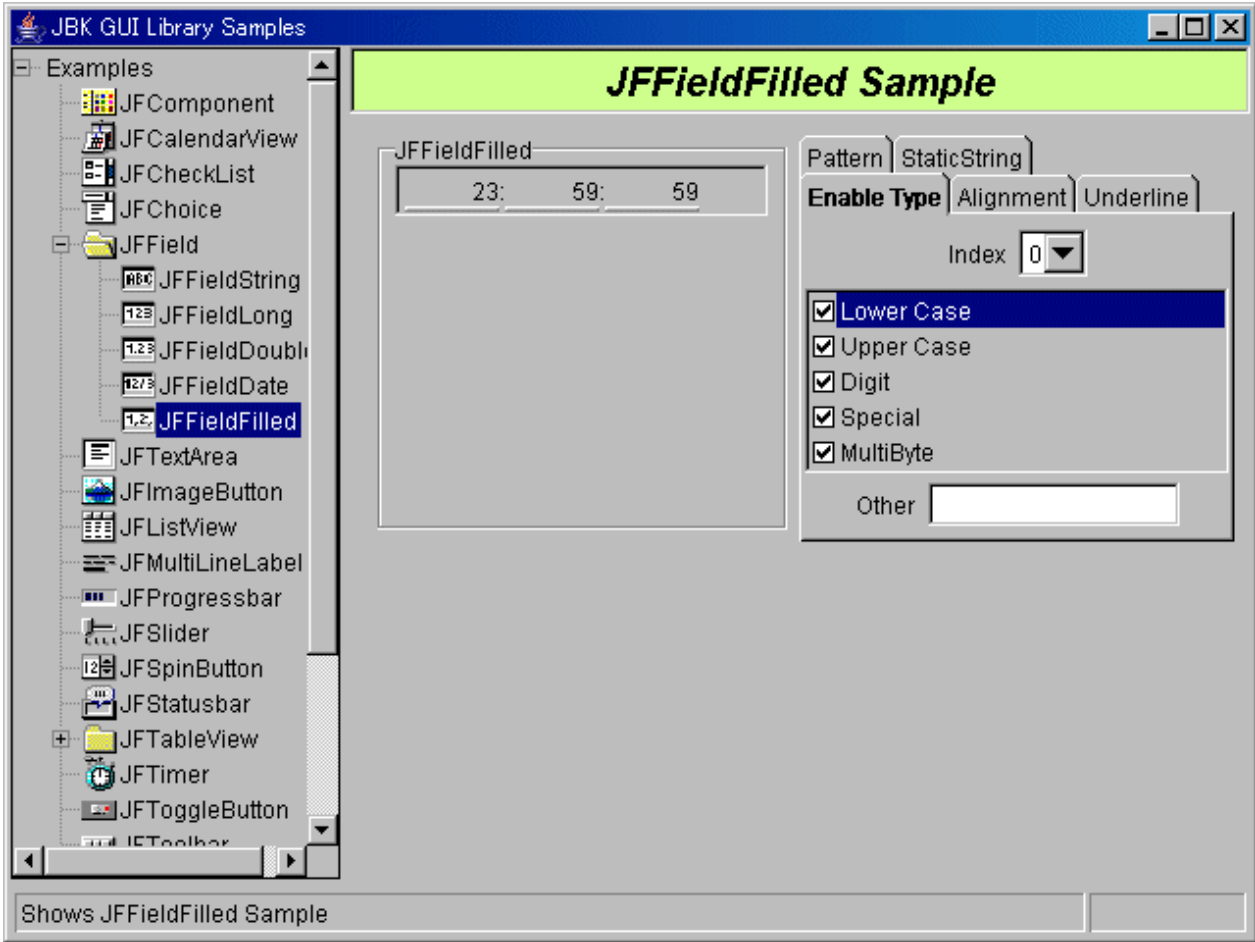 JBK GUI Library Samples
Examples
JFComponent
JFCalendarView
JFCheckList
JFChoice
JFField
JFFieldString
JFFieldLong
JFFieldDouble
JFFieldDate
JFFieldFilled
JFTextArea
JFImageButton
JFListView
JFMultiLineLabel
JFProgressbar
JFSlider
JFSpinButton
JFStatusbar
JFTableView
JFTimer
JFToggleButton
JFToolbar
JFFieldFilled Sample
JFFieldFilled
23: 59: 59
Pattern StaticString
Enable Type Alignment Underline
Index 0
Lower Case
Upper Case
Digit
Special
MultiByte
Other
Shows JFFieldFilled Sample